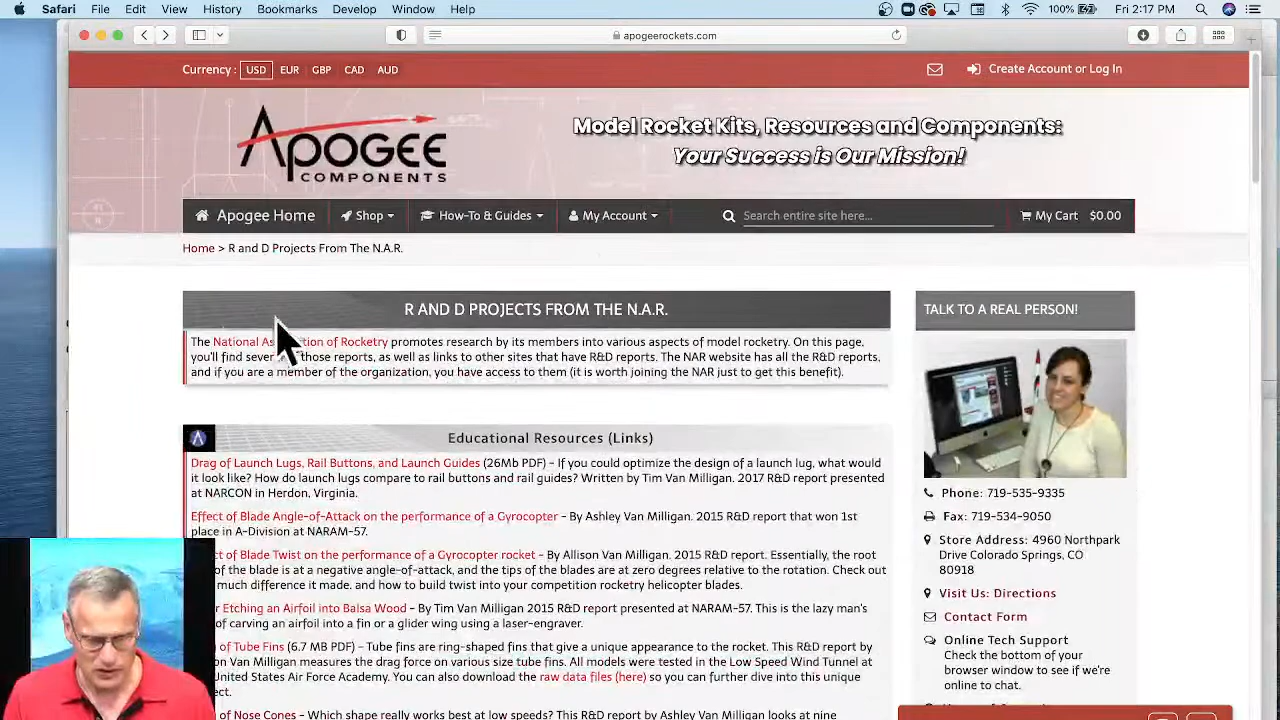 Safari File Edit View History Bookmarks Develop Window Help 100% Fri 2:17 PM
apogeerockets.com
Currency : USD EUR GBP CAD AUD Create Account or Log In
APOGEE
COMPONENTS
Model Rocket Kits, Resources and Components:
Your Success is Our Mission!
Apogee Home Shop How-To & Guides My Account Search entire site here... My Cart $0.00
Home > R and D Projects From The N.A.R.
R AND D PROJECTS FROM THE N.A.R.
The National As on of Rocketry promotes research by its members into various aspects of model rocketry. On this page,
you'll find sever those reports, as well as links to other sites that have R&D reports. The NAR website has all the R&D reports,
and if you are a member of the organization, you have access to them (it is worth joining the NAR just to get this benefit).
Educational Resources (Links)
Drag of Launch Lugs, Rail Buttons, and Launch Guides (26Mb PDF) - If you could optimize the design of a launch lug, what would
it look like? How do launch lugs compare to rail buttons and rail guides? Written by Tim Van Milligan. 2017 R&D report presented
at NARCON in Herdon, Virginia.
Effect of Blade Angle-of-Attack on the performance of a Gyrocopter - By Ashley Van Milligan. 2015 R&D report that won 1st
place in A-Division at NARAM-57.
ct of Blade Twist on the performance of a Gyrocopter rocket - By Allison Van Milligan. 2015 R&D report. Essentially, the root
of the blade is at a negative angle-of-attack, and the tips of the blades are at zero degrees relative to the rotation. Check out
much difference it made, and how to build twist into your competition rocketry helicopter blades.
r Etching an Airfoil into Balsa Wood - By Tim Van Milligan 2015 R&D report presented at NARAM-57. This is the lazy man's
of carving an airfoil into a fin or a glider wing using a laser-engraver.
of Tube Fins (6.7 MB PDF) - Tube fins are ring-shaped fins that give a unique appearance to the rocket. This R&D report by
on Van Milligan measures the drag force on various size tube fins. All models were tested in the Low Speed Wind Tunnel at
United States Air Force Academy. You can also download the raw data files (here) so you can further dive into this unique
ct.
of Nose Cones - Which shape really works best at low speeds? This R&D report by Ashley Van Milligan looks at nine
TALK TO A REAL PERSON!
Phone: 719-535-9335
Fax: 719-534-9050
Store Address: 4960 Northpark
Drive Colorado Springs, CO
80918
Visit Us: Directions
Contact Form
Online Tech Support
Check the bottom of your
browser window to see if we're
online to chat.